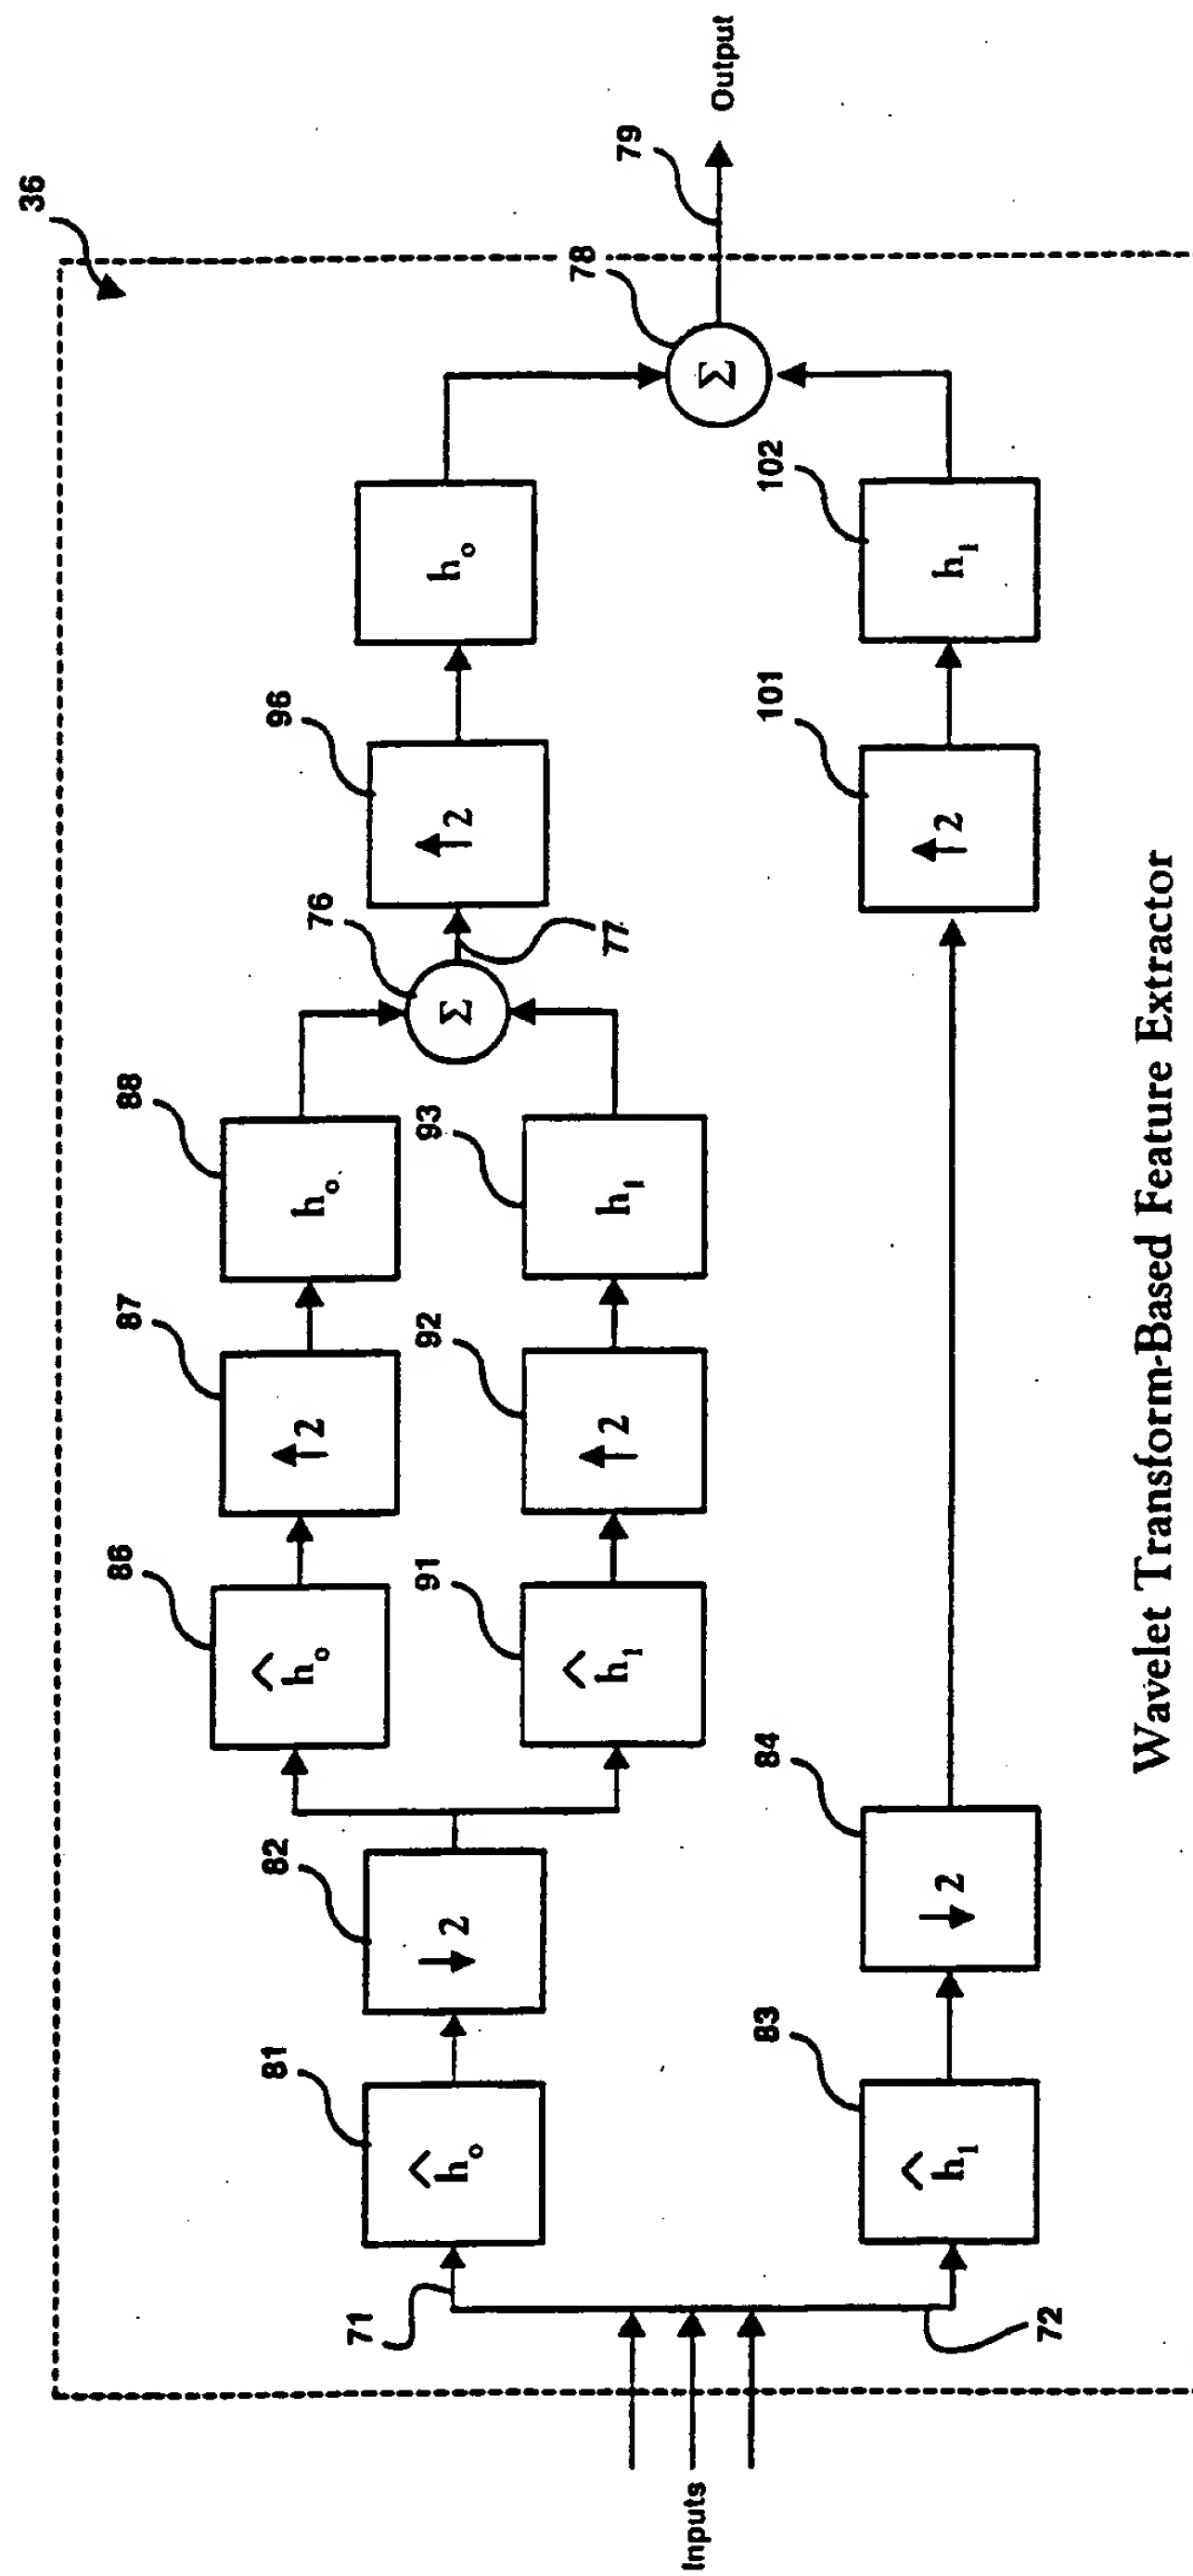 36
Inputs
71
72
81
ĥ₀
82
↓2
86
ĥ₀
87
↑2
88
h₀
91
ĥ₁
92
↑2
93
h₁
76
Σ
77
96
↑2
h₀
83
ĥ₁
84
↓2
101
↑2
102
h₁
78
Σ
79
Output
Wavelet Transform-Based Feature Extractor